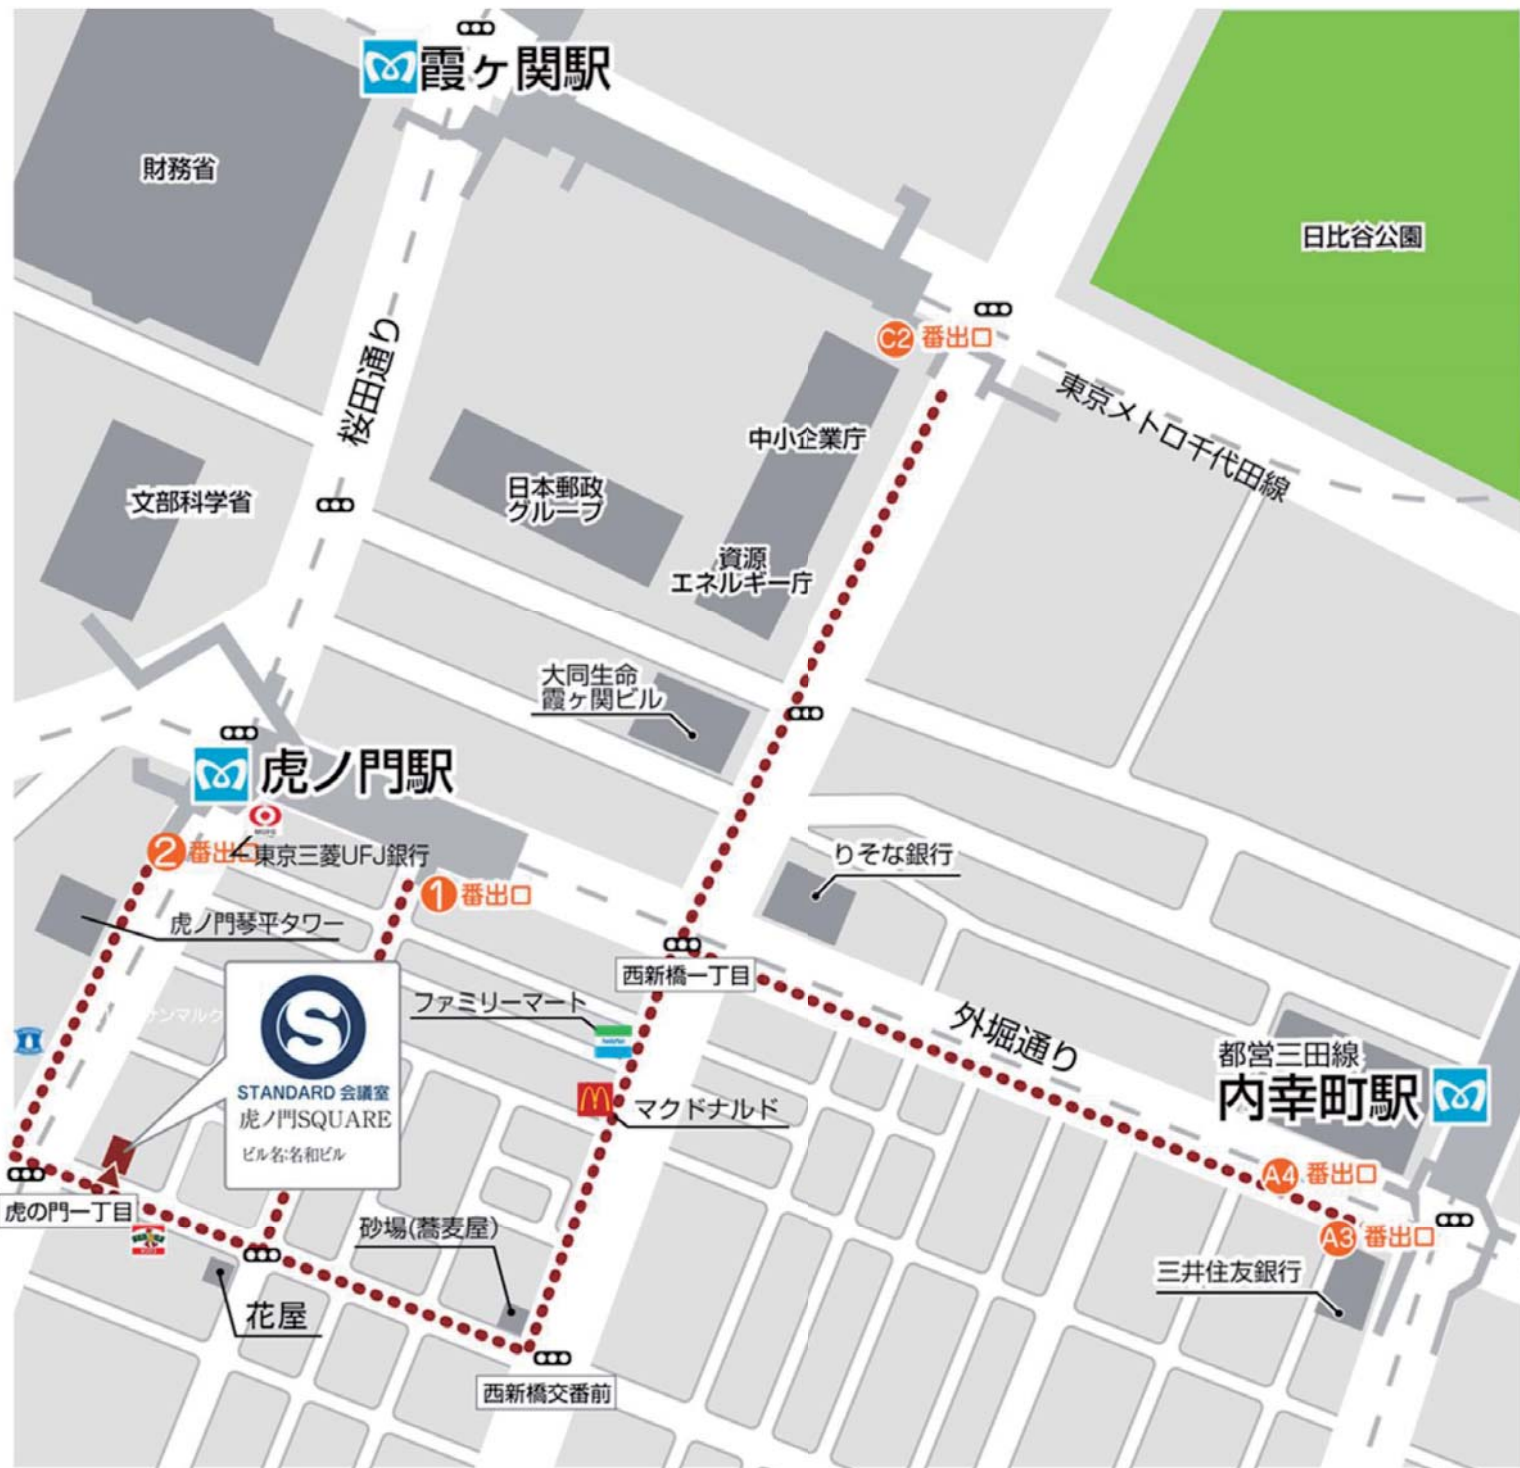 霞ヶ関駅
財務省
日比谷公園
C2 番出口
桜田通り
東京メトロ千代田線
中小企業庁
文部科学省
日本郵政
グループ
資源
エネルギー庁
大同生命
霞ヶ関ビル
虎ノ門駅
MUFG
2 番出口
東京三菱UFJ銀行
りそな銀行
1 番出口
虎ノ門琴平タワー
西新橋一丁目
ファミリーマート
サンマルク
外堀通り
S
STANDARD 会議室
虎ノ門SQUARE
ビル名:名和ビル
都営三田線
内幸町駅
マクドナルド
A4 番出口
虎の門一丁目
砂場(蕎麦屋)
A3 番出口
三井住友銀行
花屋
西新橋交番前